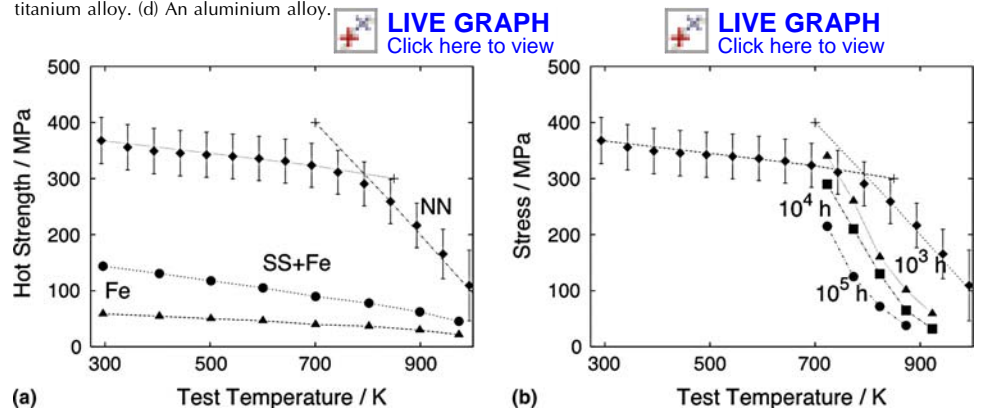 titanium alloy. (d) An aluminium alloy.
LIVE GRAPH
Click here to view
LIVE GRAPH
Click here to view
500
400
300
200
100
0
Hot Strength / MPa
NN
SS+Fe
Fe
300
500
700
900
(a)
Test Temperature / K
500
400
300
200
100
0
Stress / MPa
10⁴ h
10³ h
10⁵ h
300
500
700
900
(b)
Test Temperature / K